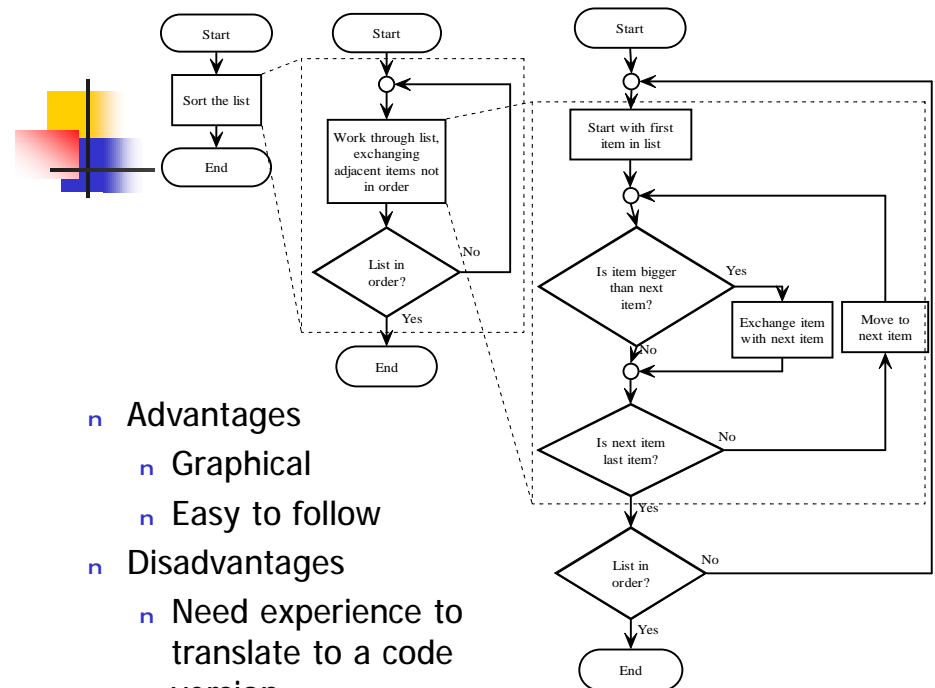 Start
Sort the list
End
Start
Work through list,
exchanging
adjacent items not
in order
List in
order?
No
Yes
End
Start
Start with first
item in list
Is item bigger
than next
item?
Yes
Exchange item
with next item
Move to
next item
No
Is next item
last item?
No
Yes
List in
order?
No
Yes
End
n Advantages
n Graphical
n Easy to follow
n Disadvantages
n Need experience to
translate to a code
version